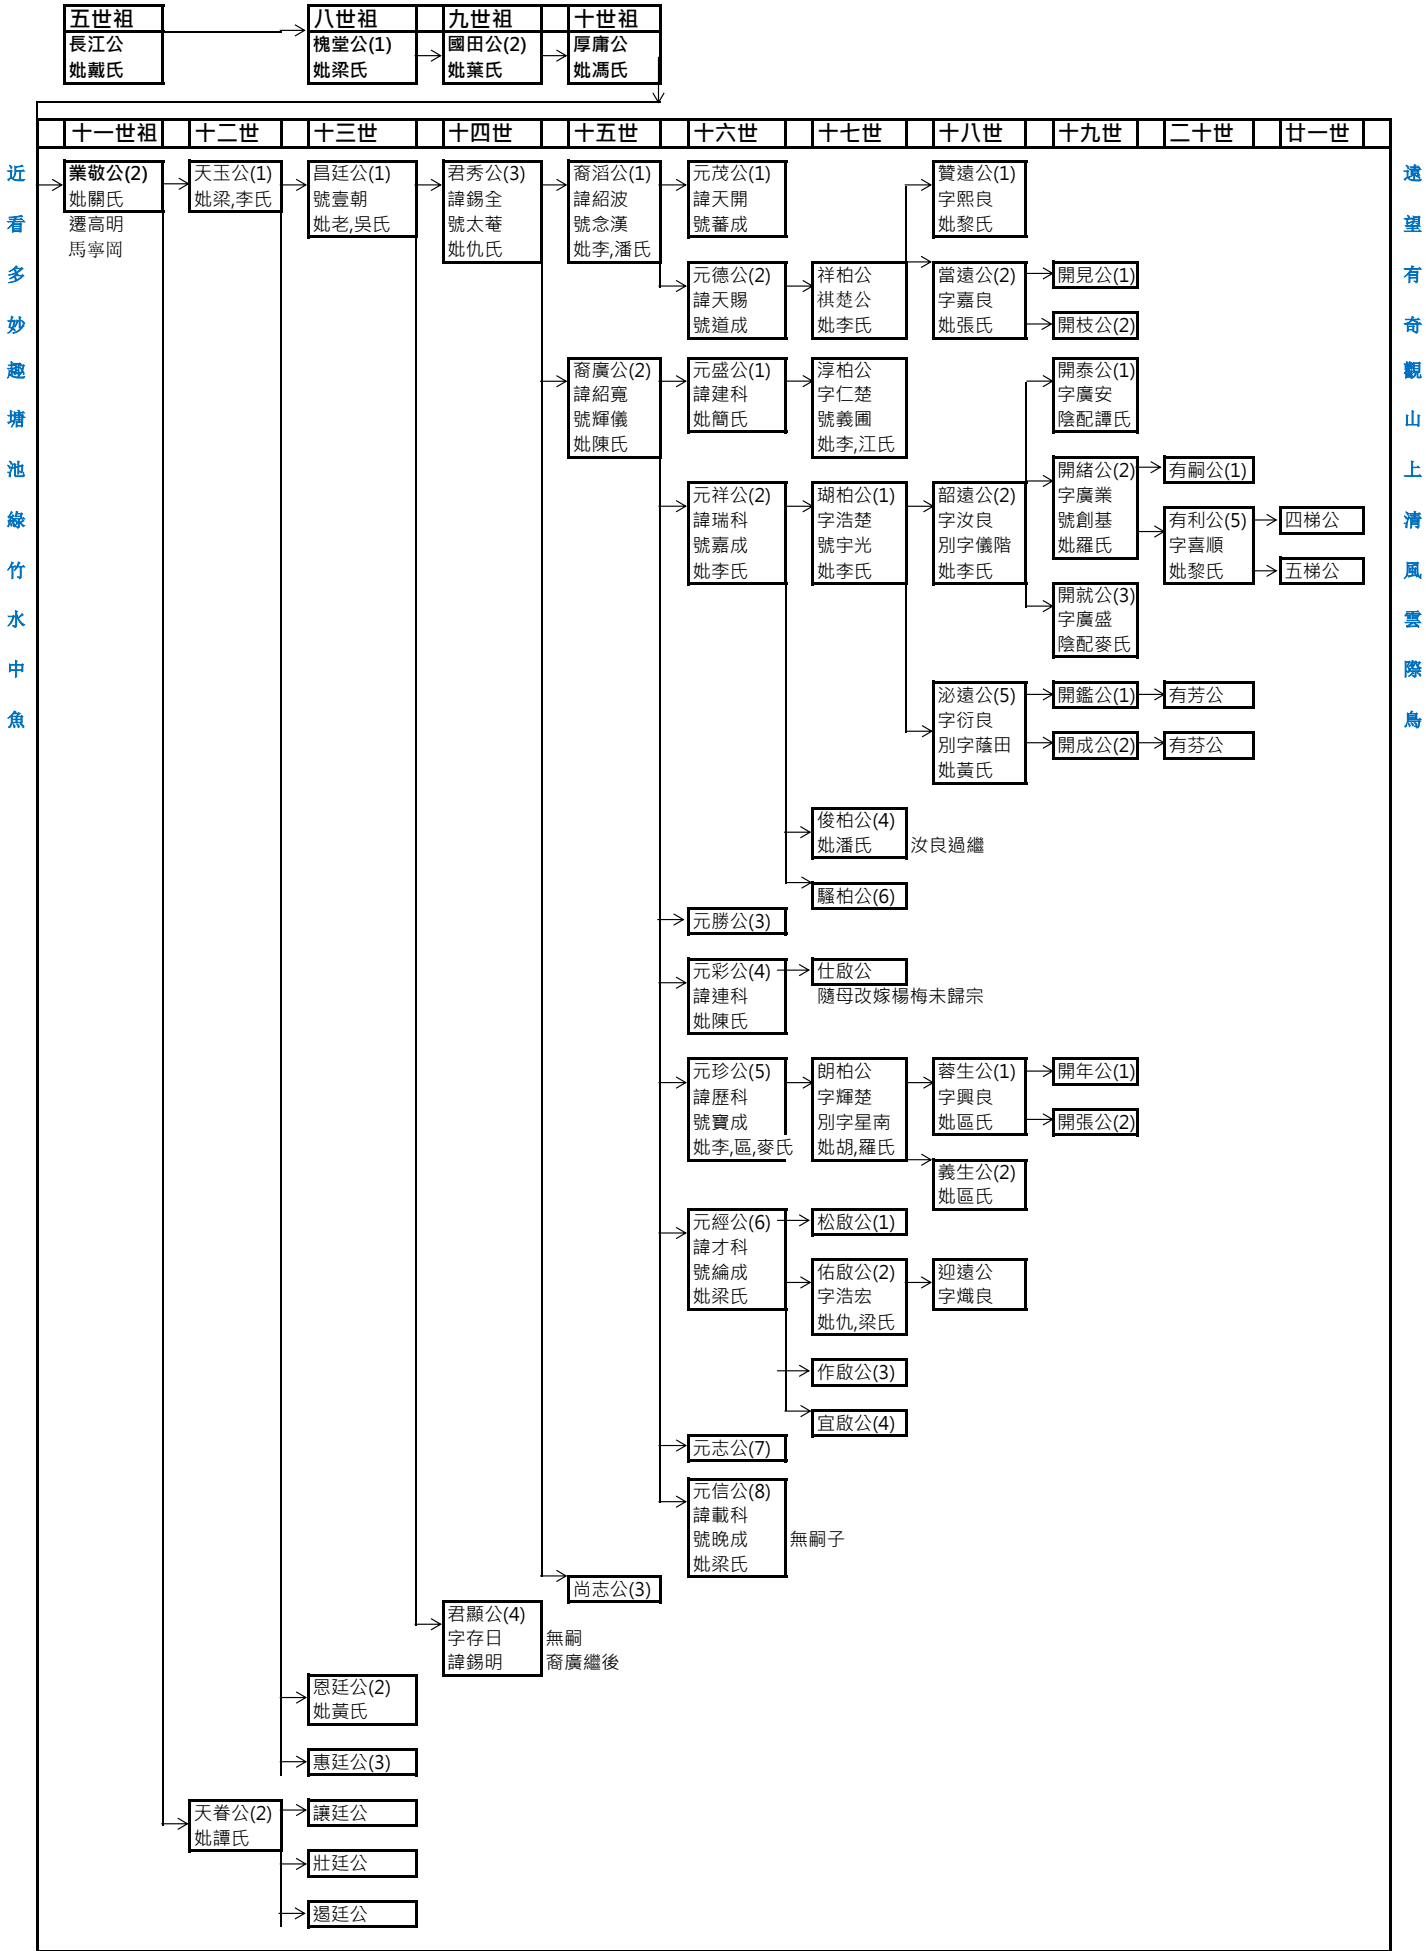 五世祖
長江公
妣戴氏
八世祖
槐堂公(1)
妣梁氏
九世祖
國田公(2)
妣葉氏
十世祖
厚庸公
妣馮氏
十一世祖 十二世 十三世 十四世 十五世 十六世 十七世 十八世 十九世 二十世 廿一世
近看多妙趣塘池綠竹水中魚
遠望有奇觀山上清風雲際鳥
業敬公(2)
妣關氏
遷高明
馬寧岡
天玉公(1)
妣梁,李氏
昌廷公(1)
號壹朝
妣老,吳氏
君秀公(3)
諱錫全
號太菴
妣仇氏
裔滔公(1)
諱紹波
號念漢
妣李,潘氏
元茂公(1)
諱天開
號蕃成
元德公(2)
諱天賜
號道成
祥柏公
祺楚公
妣李氏
贊遠公(1)
字熙良
妣黎氏
當遠公(2)
字嘉良
妣張氏
開見公(1)
開枝公(2)
裔廣公(2)
諱紹寬
號輝儀
妣陳氏
元盛公(1)
諱建科
妣簡氏
淳柏公
字仁楚
號義圃
妣李,江氏
元祥公(2)
諱瑞科
號嘉成
妣李氏
瑚柏公(1)
字浩楚
號宇光
妣李氏
韶遠公(2)
字汝良
別字儀階
妣李氏
開泰公(1)
字廣安
陰配譚氏
開緒公(2)
字廣業
號創基
妣羅氏
有嗣公(1)
有利公(5)
字喜順
妣黎氏
四梯公
五梯公
開就公(3)
字廣盛
陰配麥氏
泌遠公(5)
字衍良
別字蔭田
妣黃氏
開鑑公(1)
有芳公
開成公(2)
有芬公
俊柏公(4)
妣潘氏 汝良過繼
騷柏公(6)
元勝公(3)
元彩公(4)
諱連科
妣陳氏
仕啟公
隨母改嫁楊梅未歸宗
元珍公(5)
諱歷科
號寶成
妣李,區,麥氏
朗柏公
字輝楚
別字星南
妣胡,羅氏
蓉生公(1)
字興良
妣區氏
開年公(1)
開張公(2)
義生公(2)
妣區氏
元經公(6)
諱才科
號綸成
妣梁氏
松啟公(1)
佑啟公(2)
字浩宏
妣仇,梁氏
迎遠公
字熾良
作啟公(3)
宜啟公(4)
元志公(7)
元信公(8)
諱載科
號晚成 無嗣子
妣梁氏
尚志公(3)
君顯公(4)
字存日 無嗣
諱錫明 裔廣繼後
恩廷公(2)
妣黃氏
惠廷公(3)
天眷公(2)
妣譚氏
讓廷公
壯廷公
遏廷公